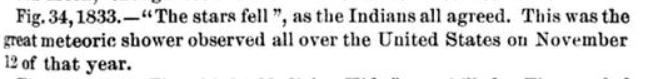 Fig. 34, 1833.—“The stars fell”, as the Indians all agreed. This was the
great meteoric shower observed all over the United States on November
12 of that year.